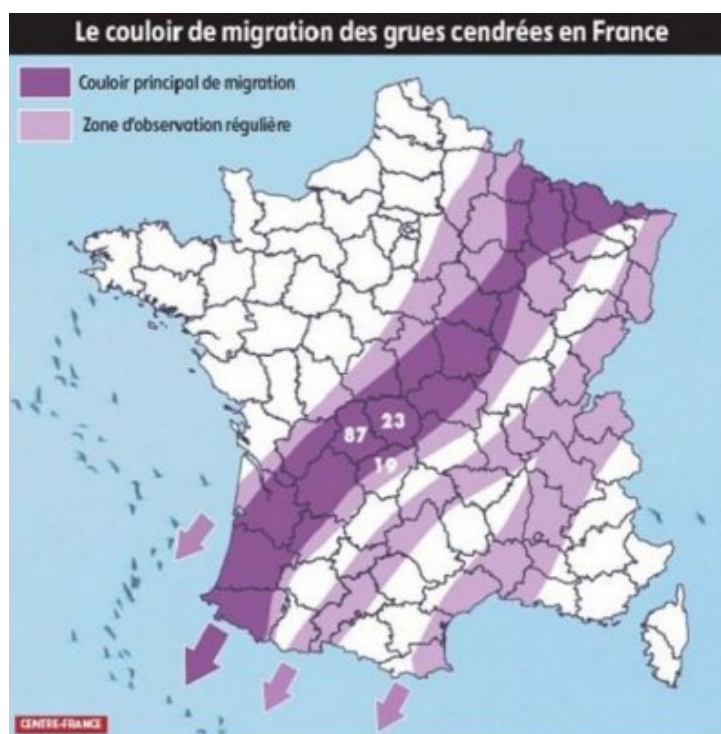 Le couloir de migration des grues cendrées en France
Couloir principal de migration
Zone d'observation régulière
23
87
19
CENTRE-FRANCE